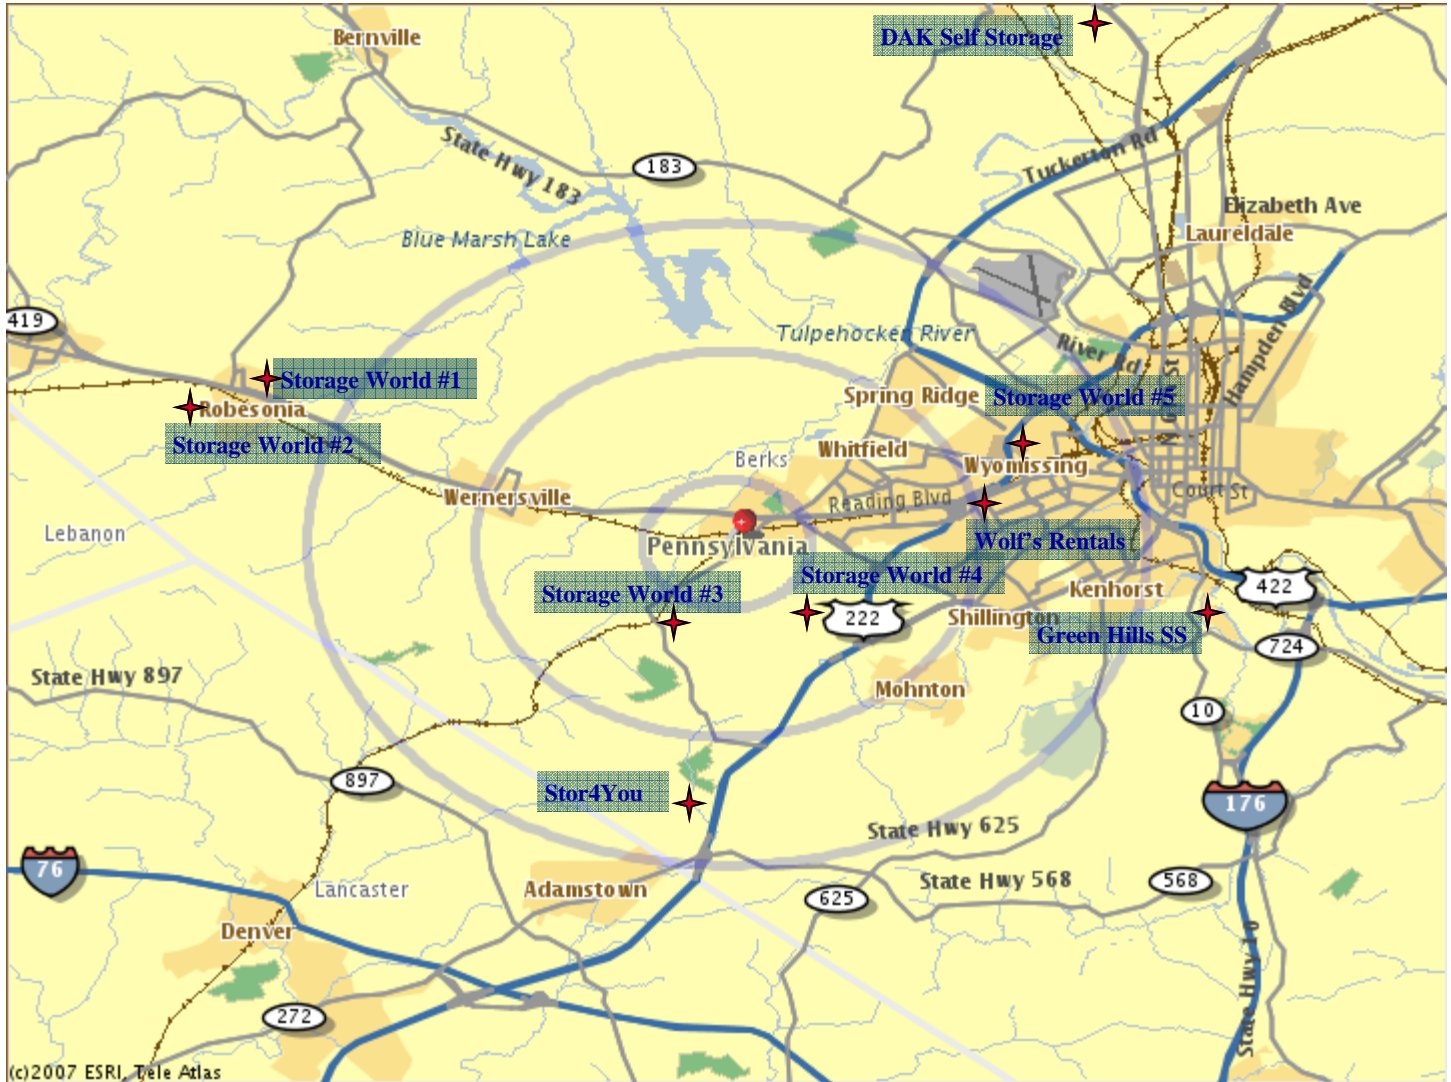 Bernville
DAK Self Storage
State Hwy 183
183
Tuckerton Rd
Elizabeth Ave
Laureldale
Blue Marsh Lake
419
Tulpehocken River
River Rd
Hampden Blvd
Storage World #1
Spring Ridge
Storage World #5
Robesonia
Storage World #2
Whitfield
Berks
Wyomissing
Wernersville
Reading Blvd
Court St
Lebanon
Pennsylvania
Wolf's Rentals
Storage World #4
Storage World #3
Kenhorst
422
222
Shillington
Green Hills SS
724
State Hwy 897
Mohnton
10
897
Stor4You
176
State Hwy 625
76
Lancaster
Adamstown
State Hwy 568
568
625
Denver
State Hwy 10
272
(c)2007 ESRI, Tele Atlas